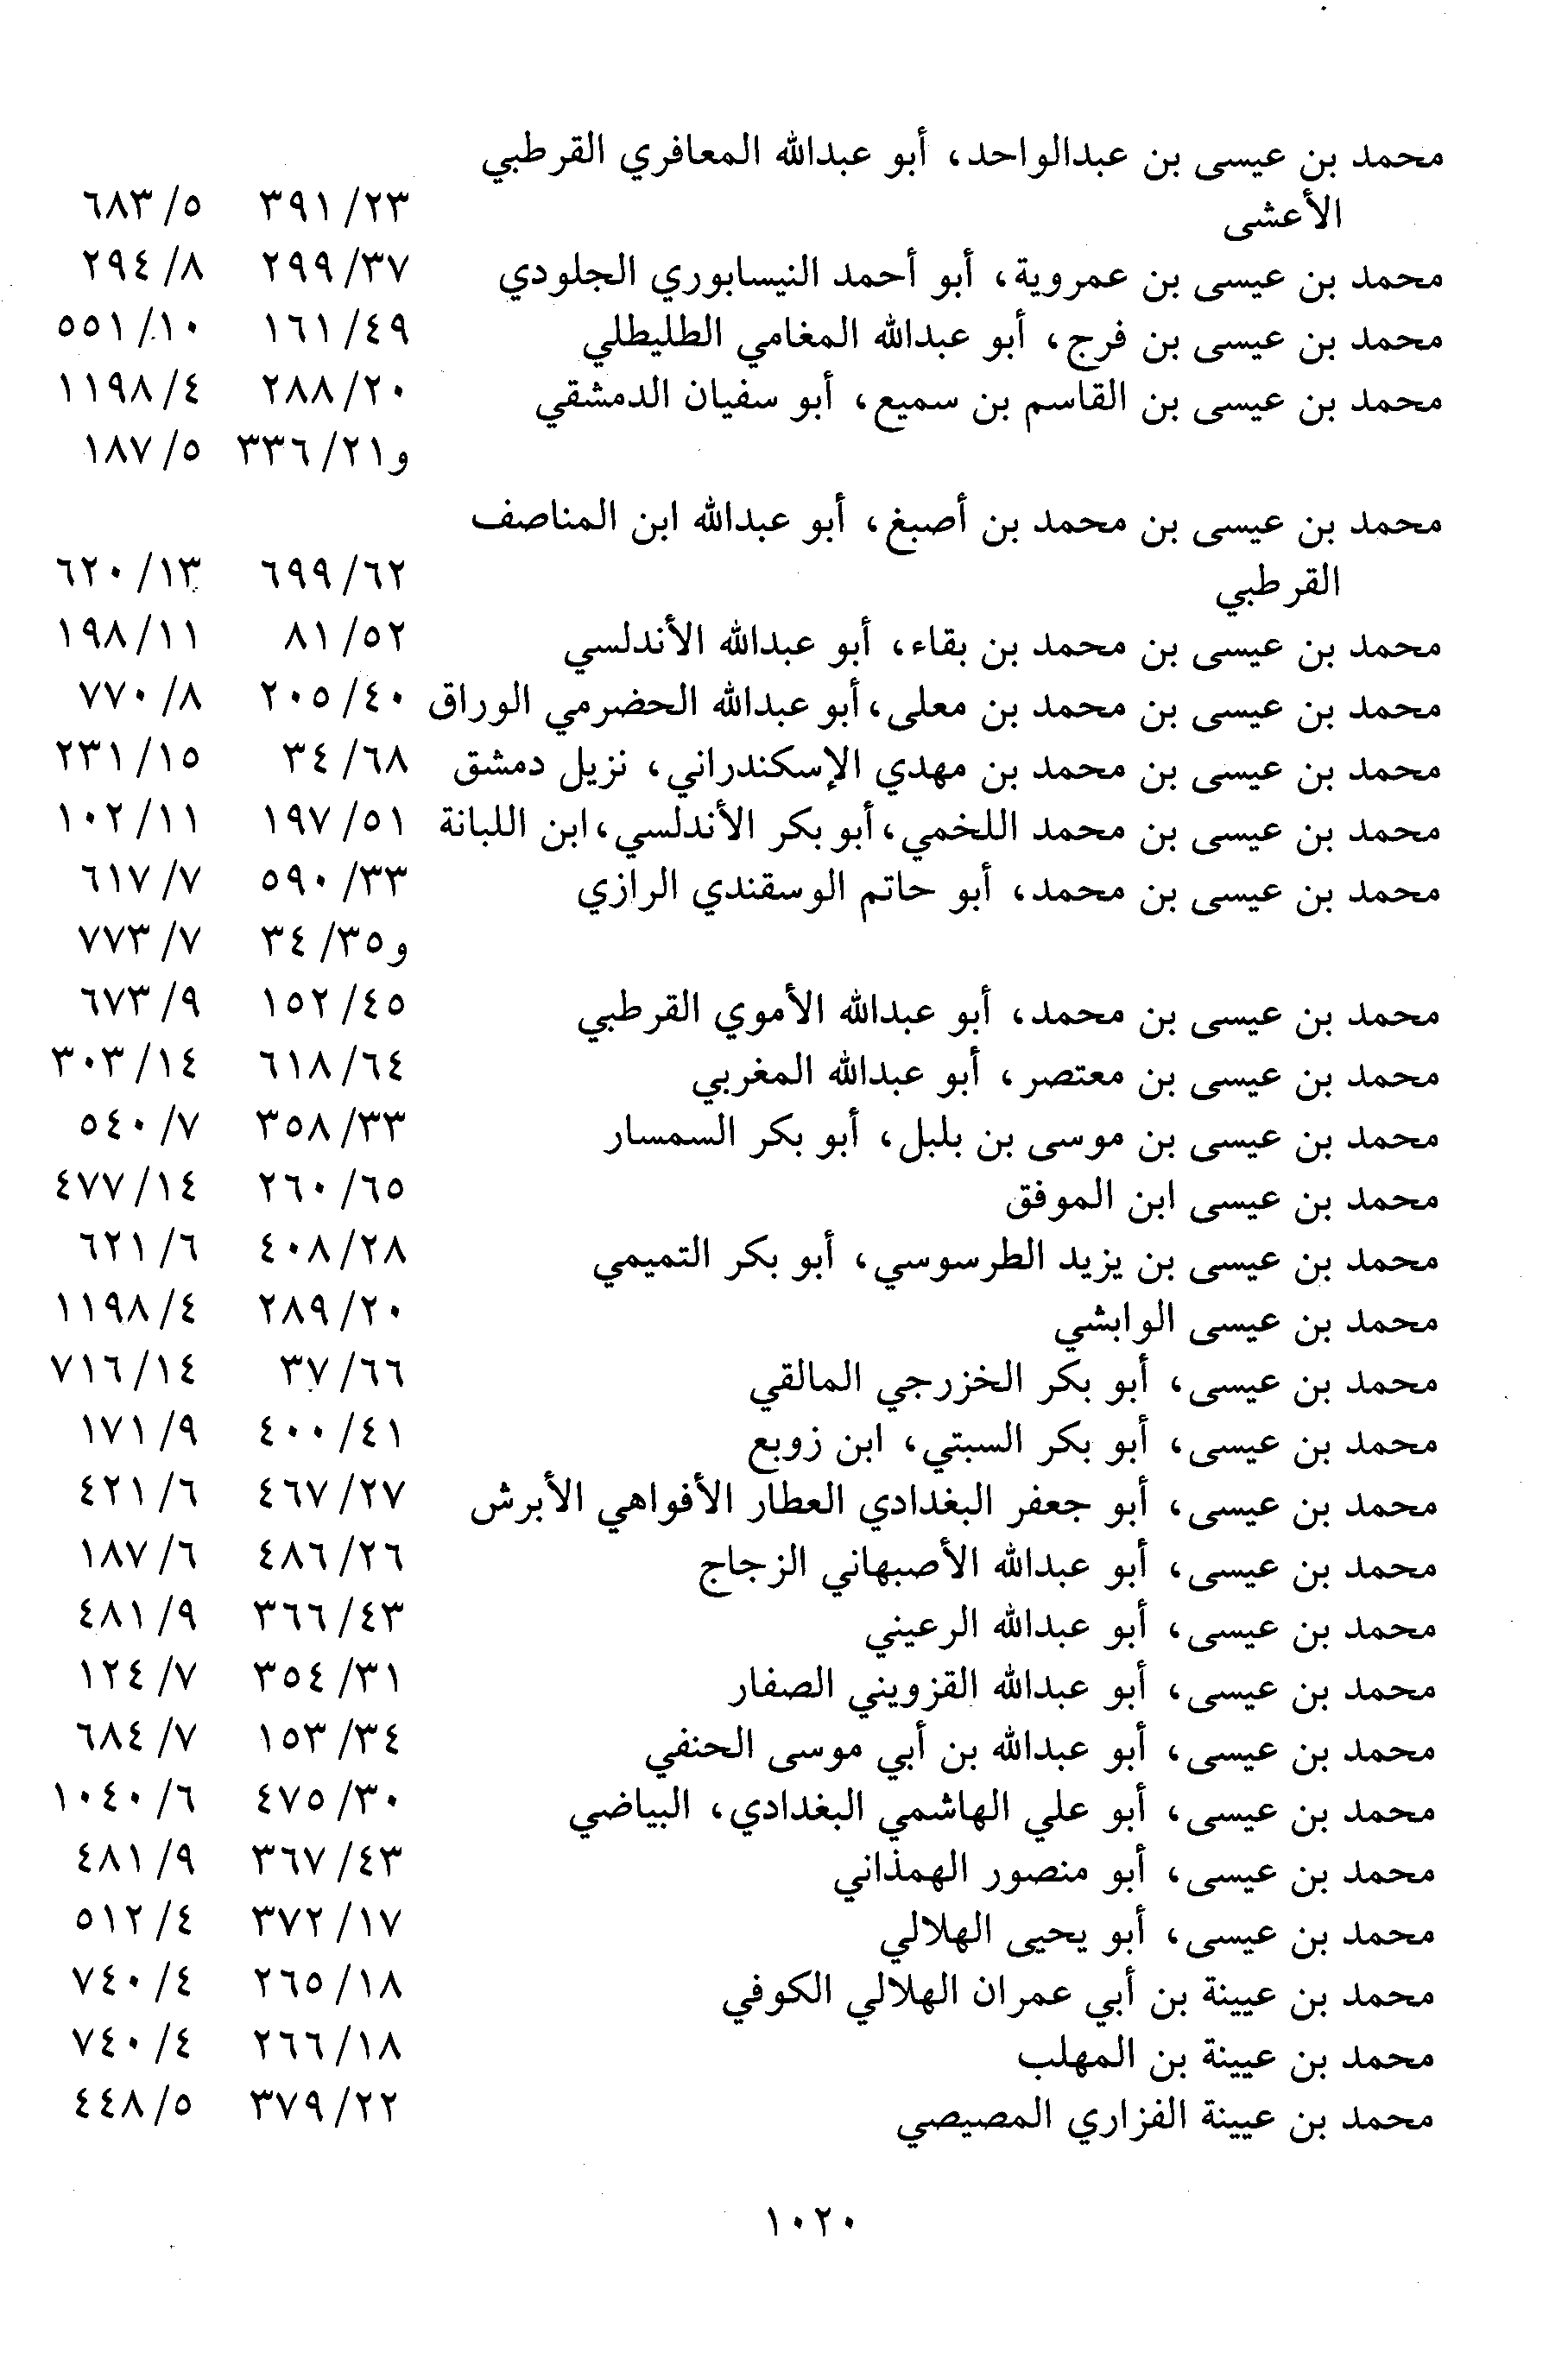 محمد بن عيسى بن عبدالواحد، أبو عبدالله المعافري القرطبي
الأعشى ٢٣/ ٣٩١ ٥/ ٦٨٣
محمد بن عيسى بن عمروية، أبو أحمد النيسابوري الجلودي ٣٧/ ٢٩٩ ٨/ ٢٩٤
محمد بن عيسى بن فرج، أبو عبدالله المغامي الطليطلي ٤٩/ ١٦١ ١٠/ ٥٥١
محمد بن عيسى بن القاسم بن سميع، أبو سفيان الدمشقي ٢٠/ ٢٨٨ ٤/ ١١٩٨
و٢١/ ٣٣٦ ٥/ ١٨٧
محمد بن عيسى بن محمد بن أصبغ، أبو عبدالله ابن المناصف
القرطبي ٦٢/ ٦٩٩ ١٣/ ٦٢٠
محمد بن عيسى بن محمد بن بقاء، أبو عبدالله الأندلسي ٥٢/ ٨١ ١١/ ١٩٨
محمد بن عيسى بن محمد بن معلى، أبو عبدالله الحضرمي الوراق ٤٠/ ٢٠٥ ٨/ ٧٧٠
محمد بن عيسى بن محمد بن مهدي الإسكندراني، نزيل دمشق ٦٨/ ٣٤ ١٥/ ٢٣١
محمد بن عيسى بن محمد اللخمي، أبو بكر الأندلسي، ابن اللبانة ٥١/ ١٩٧ ١١/ ١٠٢
محمد بن عيسى بن محمد، أبو حاتم الوسقندي الرازي ٣٣/ ٥٩٠ ٧/ ٦١٧
و٣٥/ ٣٤ ٧/ ٧٧٣
محمد بن عيسى بن محمد، أبو عبدالله الأموي القرطبي ٤٥/ ١٥٢ ٩/ ٦٧٣
محمد بن عيسى بن معتصر، أبو عبدالله المغربي ٦٤/ ٦١٨ ١٤/ ٣٠٣
محمد بن عيسى بن موسى بن بلبل، أبو بكر السمسار ٣٣/ ٣٥٨ ٧/ ٥٤٠
محمد بن عيسى ابن الموفق ٦٥/ ٢٦٠ ١٤/ ٤٧٧
محمد بن عيسى بن يزيد الطرسوسي، أبو بكر التميمي ٢٨/ ٤٠٨ ٦/ ٦٢١
محمد بن عيسى الوابشي ٢٠/ ٢٨٩ ٤/ ١١٩٨
محمد بن عيسى، أبو بكر الخزرجي المالقي ٦٦/ ٣٧ ١٤/ ٧١٦
محمد بن عيسى، أبو بكر السبتي، ابن زوبع ٤١/ ٤٠٠ ٩/ ١٧١
محمد بن عيسى، أبو جعفر البغدادي العطار الأفواهي الأبرش ٢٧/ ٤٦٧ ٦/ ٤٢١
محمد بن عيسى، أبو عبدالله الأصبهاني الزجاج ٢٦/ ٤٨٦ ٦/ ١٨٧
محمد بن عيسى، أبو عبدالله الرعيني ٤٣/ ٣٦٦ ٩/ ٤٨١
محمد بن عيسى، أبو عبدالله القزويني الصفار ٣١/ ٣٥٤ ٧/ ١٢٤
محمد بن عيسى، أبو عبدالله بن أبي موسى الحنفي ٣٤/ ١٥٣ ٧/ ٦٨٤
محمد بن عيسى، أبو علي الهاشمي البغدادي، البياضي ٣٠/ ٤٧٥ ٦/ ١٠٤٠
محمد بن عيسى، أبو منصور الهمذاني ٤٣/ ٣٦٧ ٩/ ٤٨١
محمد بن عيسى، أبو يحيى الهلالي ١٧/ ٣٧٢ ٤/ ٥١٢
محمد بن عيينة بن أبي عمران الهلالي الكوفي ١٨/ ٢٦٥ ٤/ ٧٤٠
محمد بن عيينة بن المهلب ١٨/ ٢٦٦ ٤/ ٧٤٠
محمد بن عيينة الفزاري المصيصي ٢٢/ ٣٧٩ ٥/ ٤٤٨
١٠٢٠